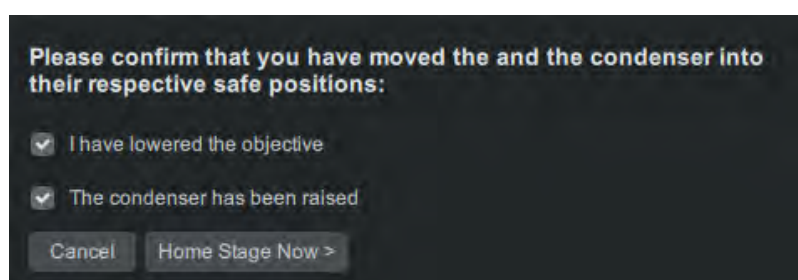 Please confirm that you have moved the and the condenser into
their respective safe positions:
I have lowered the objective
The condenser has been raised
Cancel Home Stage Now >